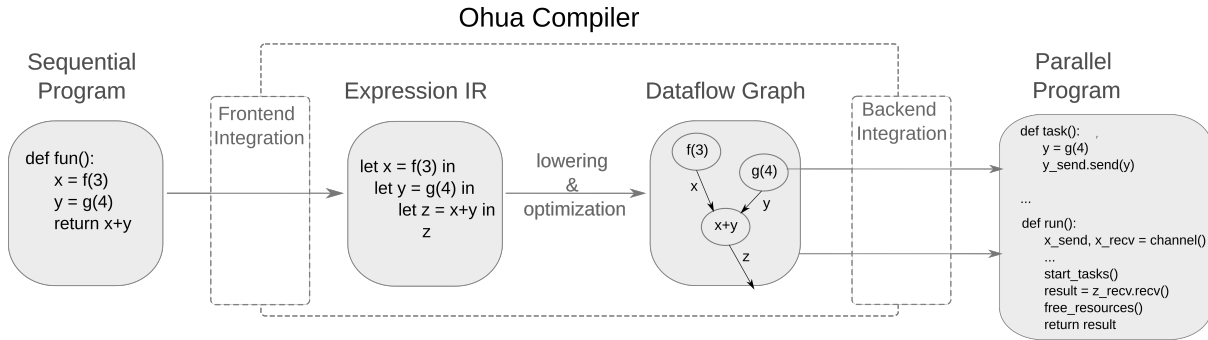 Ohua Compiler
Sequential
Program
def fun():
x = f(3)
y = g(4)
return x+y
Frontend
Integration
Expression IR
let x = f(3) in
let y = g(4) in
let z = x+y in
z
lowering
&
optimization
Dataflow Graph
f(3)
g(4)
x
y
x+y
z
Backend
Integration
Parallel
Program
def task():
y = g(4)
y_send.send(y)
...
def run():
x_send, x_recv = channel()
...
start_tasks()
result = z_recv.recv()
free_resources()
return result